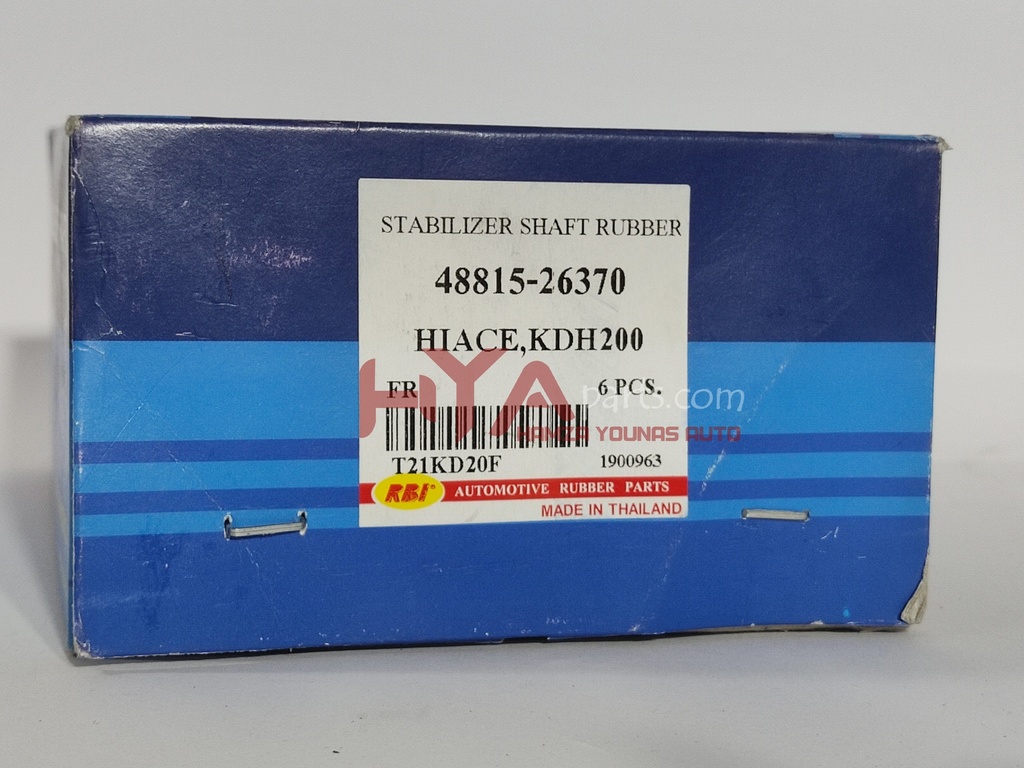 STABILIZER SHAFT RUBBER
48815-26370
HIACE,KDH200
FR 6 PCS.
HYA parts.com
HAMZA YOUNAS AUTO
T21KD20F 1900963
RBI® AUTOMOTIVE RUBBER PARTS
MADE IN THAILAND